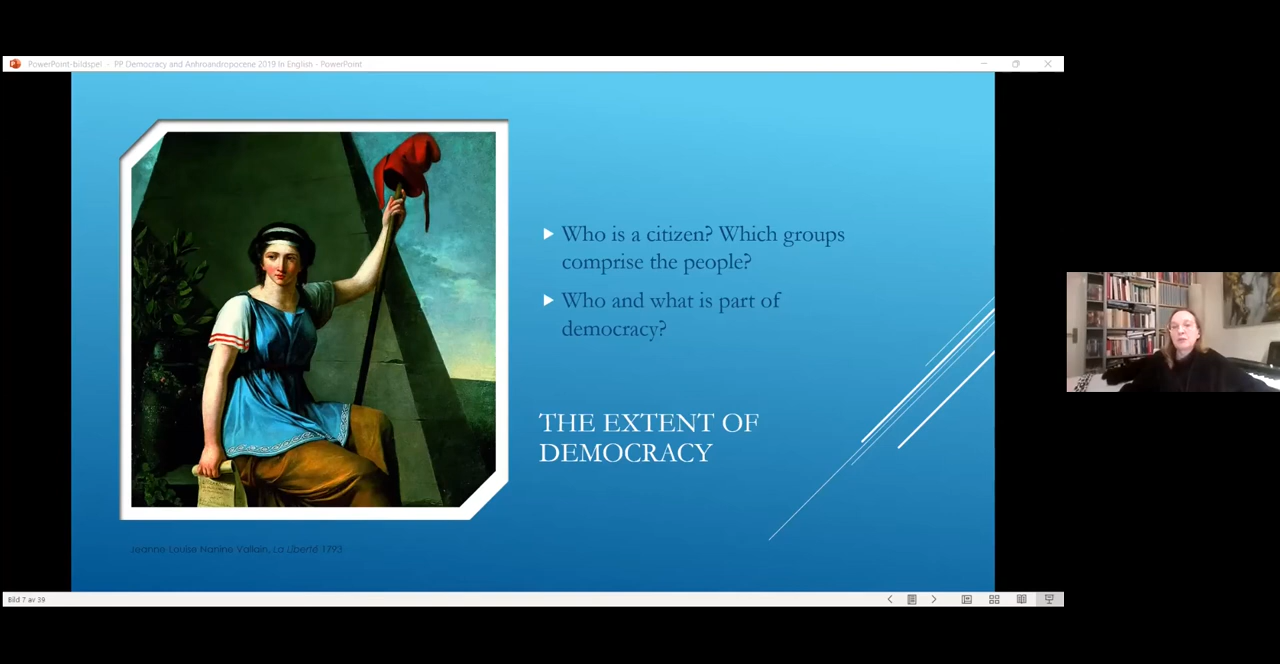 PowerPoint-bildspel - PP Democracy and Anhroandropocene 2019 In English - PowerPoint
Who is a citizen? Which groups
comprise the people?
Who and what is part of
democracy?
THE EXTENT OF
DEMOCRACY
Jeanne-Louise Nanine Vallain, La Liberté 1793
Bild 7 av 39